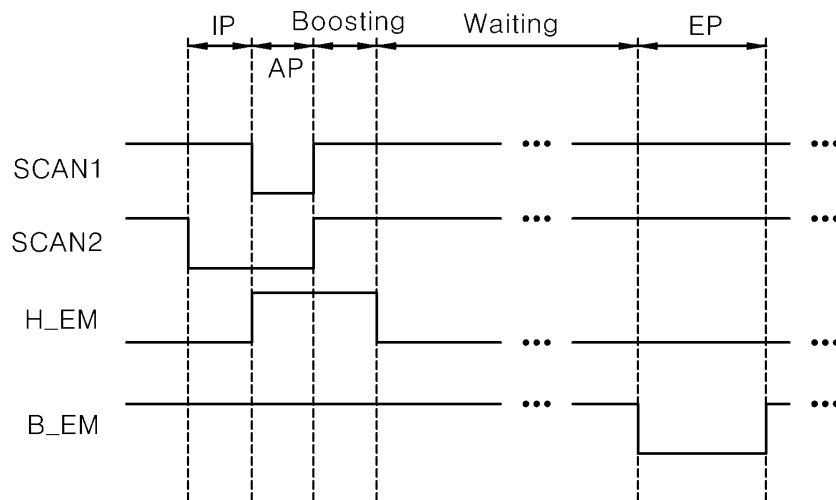 IP
Boosting
Waiting
EP
AP
SCAN1
SCAN2
H_EM
B_EM